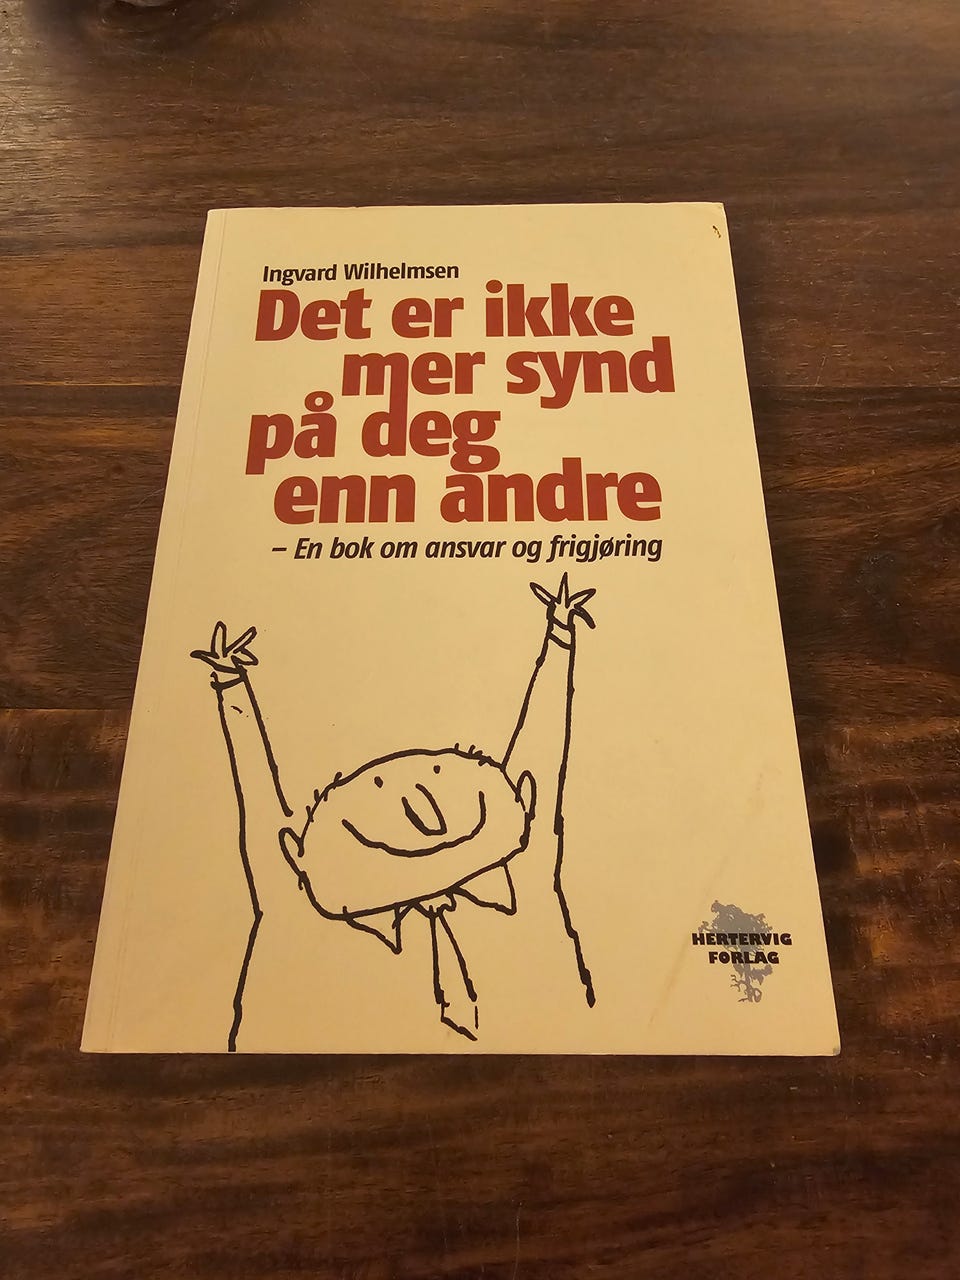 Ingvard Wilhelmsen
Det er ikke
mer synd
på deg
enn andre
– En bok om ansvar og frigjøring
HERTERVIG
FORLAG